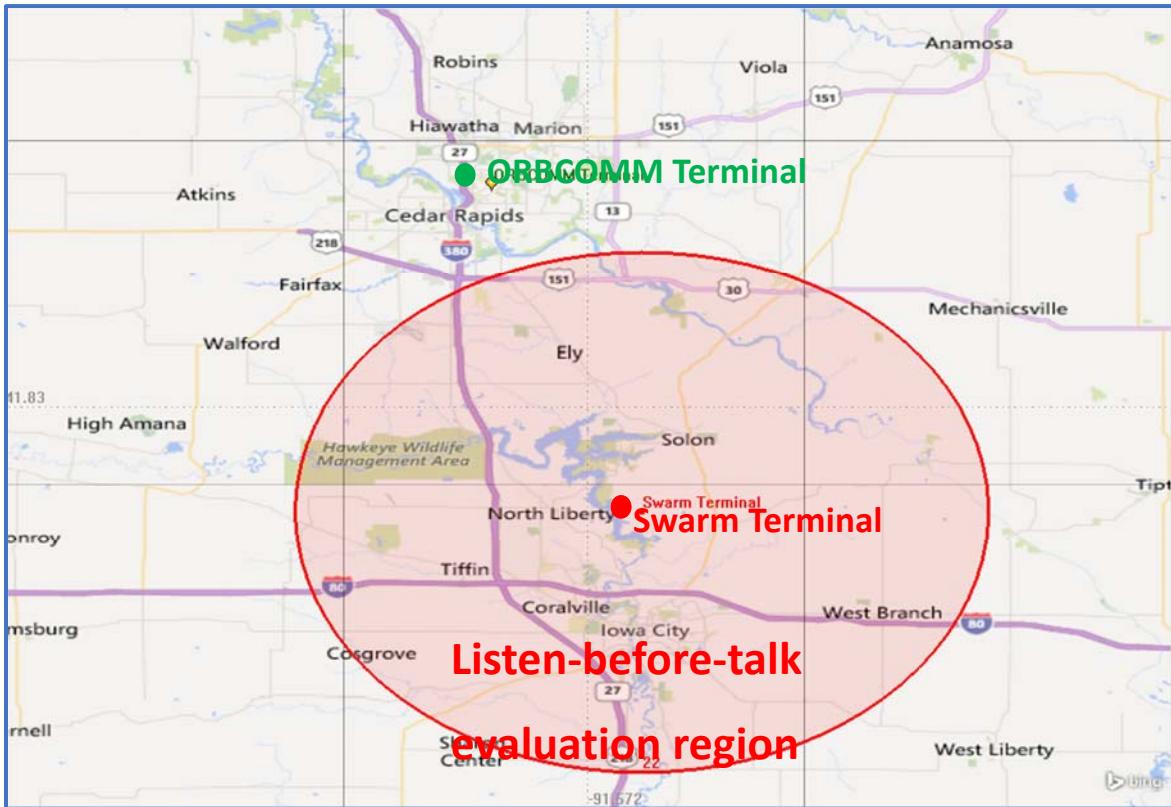 Anamosa
Robins
Viola
151
Hiawatha Marion
151
151
27
ORBCOMM Terminal
Atkins
Cedar Rapids
13
218
380
Fairfax
151
30
Mechanicsville
Walford
Ely
41.83
High Amana
Solon
Hawkeye Wildlife
Management Area
Tipt
Swarm Terminal
North Liberty
Swarm Terminal
onroy
Tiffin
80
Coralville
West Branch
80
msburg
Iowa City
Cosgrove
Listen-before-talk
27
rnell
evaluation region
Center
218
22
West Liberty
bing
-91.572